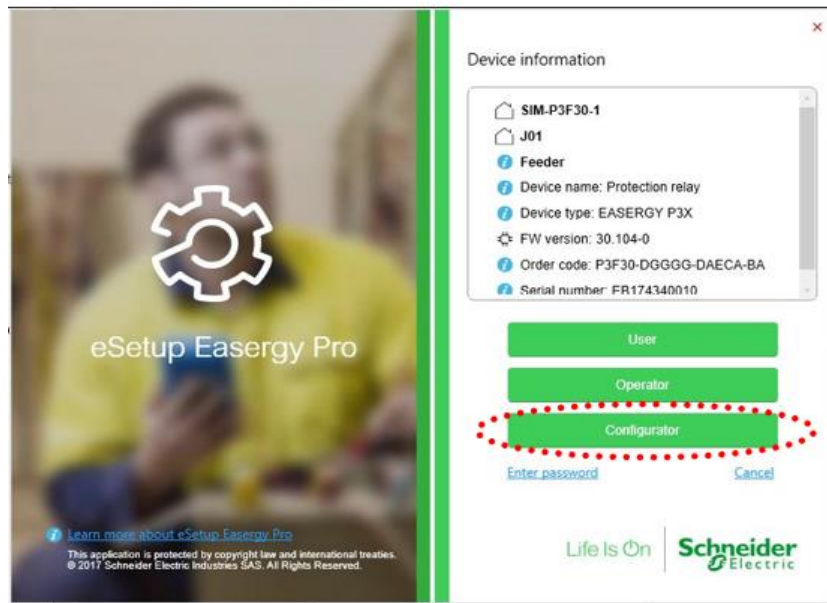 eSetup Easergy Pro
Learn more about eSetup Easergy Pro
This application is protected by copyright law and international treaties.
© 2017 Schneider Electric Industries SAS. All Rights Reserved.
Device information
SIM-P3F30-1
J01
Feeder
Device name: Protection relay
Device type: EASERGY P3X
FW version: 30.104-0
Order code: P3F30-DGGGG-DAECA-BA
Serial number: EB174340010
User
Operator
Configurator
Enter password
Cancel
Life Is On
Schneider
Electric